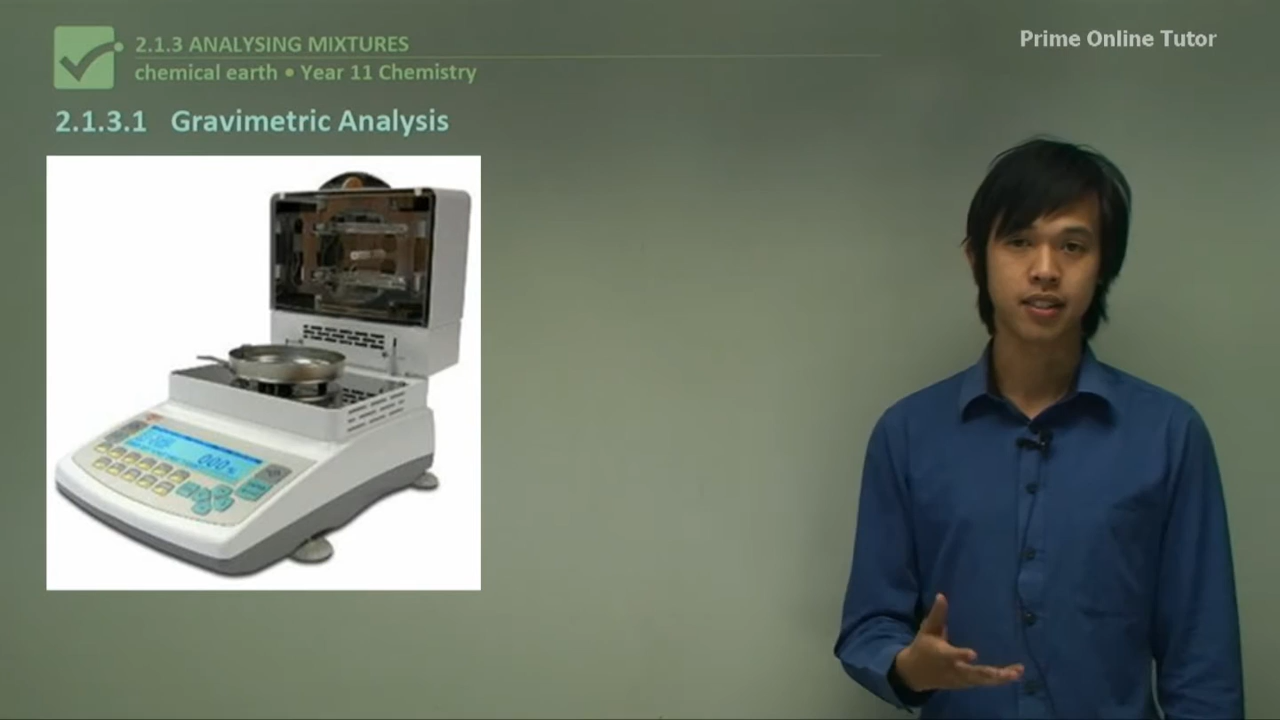 2.1.3 ANALYSING MIXTURES
Prime Online Tutor
chemical earth • Year 11 Chemistry
2.1.3.1 Gravimetric Analysis